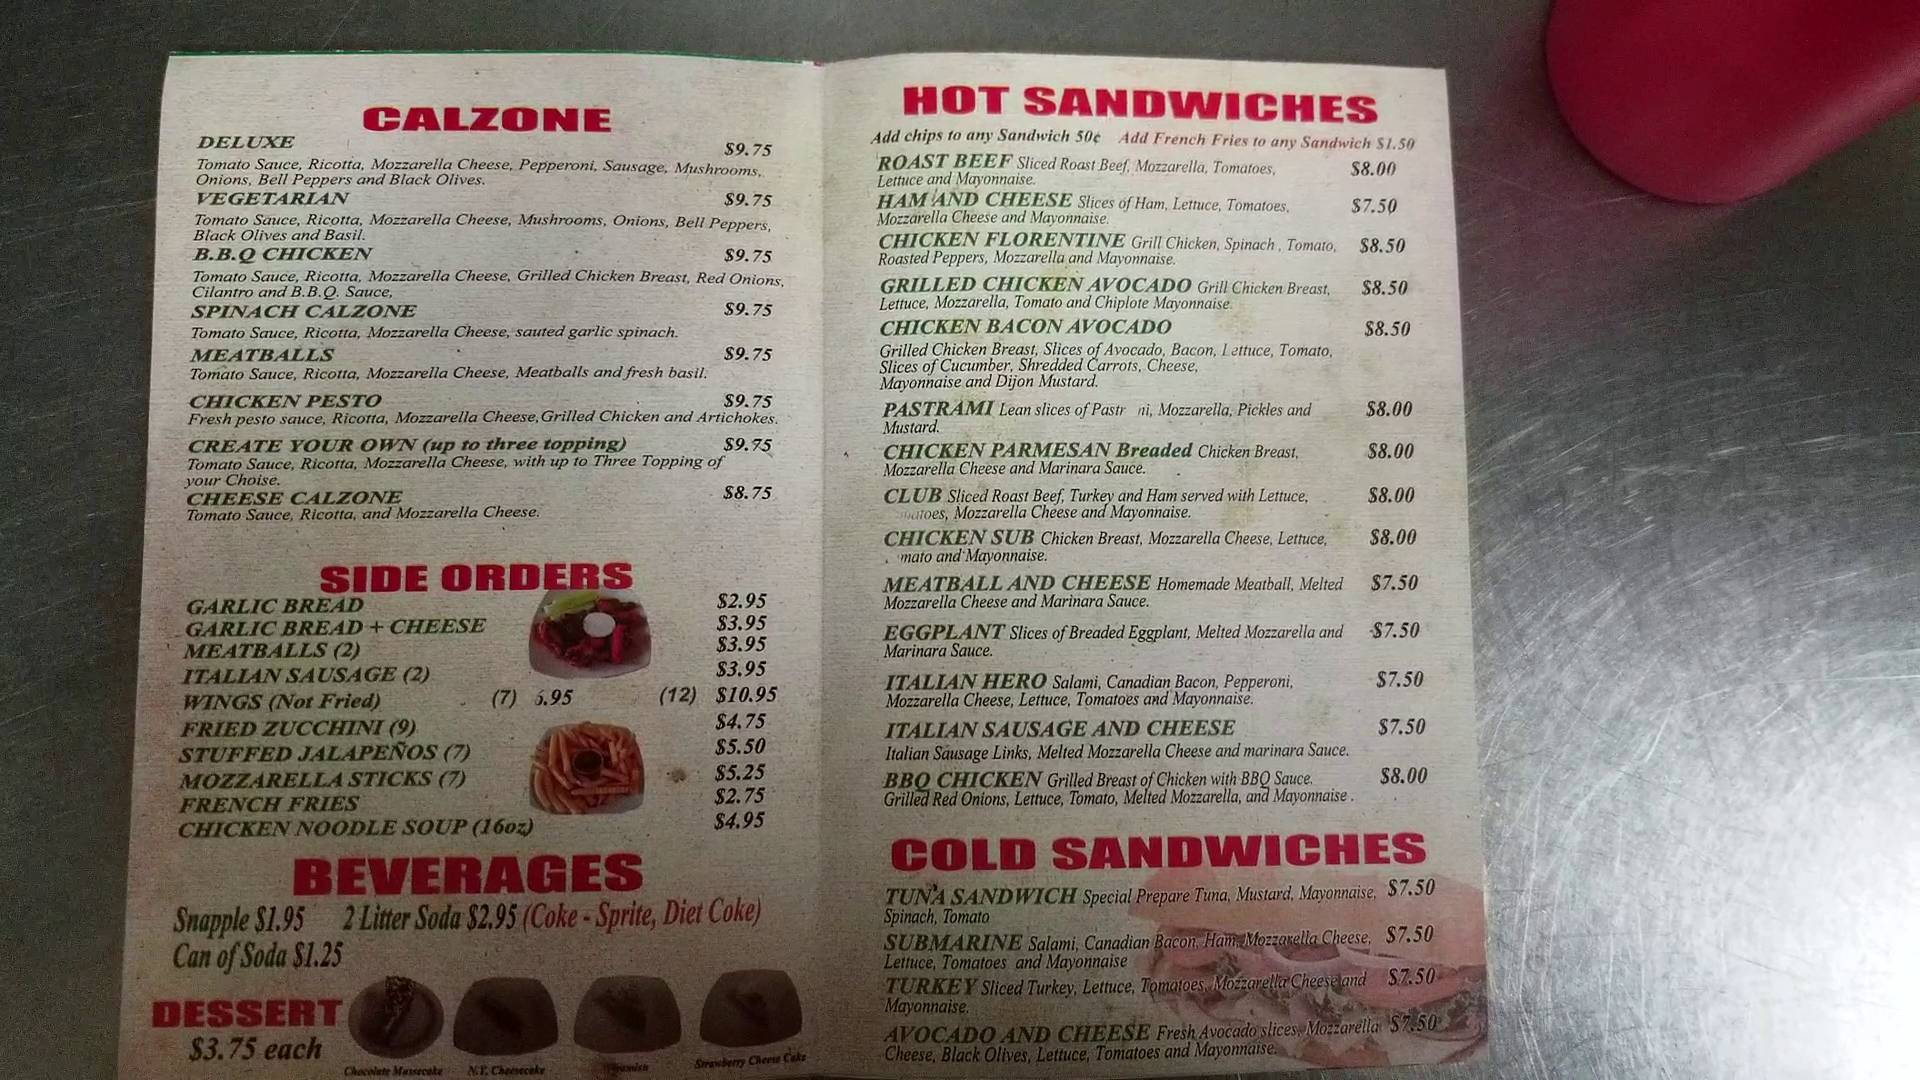 CALZONE
DELUXE $9.75
Tomato Sauce, Ricotta, Mozzarella Cheese, Pepperoni, Sausage, Mushrooms,
Onions, Bell Peppers and Black Olives.
VEGETARIAN $9.75
Tomato Sauce, Ricotta, Mozzarella Cheese, Mushrooms, Onions, Bell Peppers,
Black Olives and Basil.
B.B.Q CHICKEN $9.75
Tomato Sauce, Ricotta, Mozzarella Cheese, Grilled Chicken Breast, Red Onions,
Cilantro and B.B.Q. Sauce,
SPINACH CALZONE $9.75
Tomato Sauce, Ricotta, Mozzarella Cheese, sauted garlic spinach.
MEATBALLS $9.75
Tomato Sauce, Ricotta, Mozzarella Cheese, Meatballs and fresh basil.
CHICKEN PESTO $9.75
Fresh pesto sauce, Ricotta, Mozzarella Cheese,Grilled Chicken and Artichokes.
CREATE YOUR OWN (up to three topping) $9.75
Tomato Sauce, Ricotta, Mozzarella Cheese, with up to Three Topping of
your Choise.
CHEESE CALZONE $8.75
Tomato Sauce, Ricotta, and Mozzarella Cheese.
SIDE ORDERS
GARLIC BREAD $2.95
GARLIC BREAD + CHEESE $3.95
MEATBALLS (2) $3.95
ITALIAN SAUSAGE (2) $3.95
WINGS (Not Fried) (7) .95 (12) $10.95
FRIED ZUCCHINI (9) $4.75
STUFFED JALAPEÑOS (7) $5.50
MOZZARELLA STICKS (7) $5.25
FRENCH FRIES $2.75
CHICKEN NOODLE SOUP (16oz) $4.95
BEVERAGES
Snapple $1.95 2 Litter Soda $2.95 (Coke - Sprite, Diet Coke)
Can of Soda $1.25
DESSERT
$3.75 each
Chocolate Mussecake N.Y. Cheesecake Strawberry Cheese Cake
HOT SANDWICHES
Add chips to any Sandwich 50¢ Add French Fries to any Sandwich $1.50
ROAST BEEF Sliced Roast Beef, Mozzarella, Tomatoes, $8.00
Lettuce and Mayonnaise.
HAM AND CHEESE Slices of Ham, Lettuce, Tomatoes, $7.50
Mozzarella Cheese and Mayonnaise.
CHICKEN FLORENTINE Grill Chicken, Spinach , Tomato, $8.50
Roasted Peppers, Mozzarella and Mayonnaise.
GRILLED CHICKEN AVOCADO Grill Chicken Breast, $8.50
Lettuce, Mozzarella, Tomato and Chiplote Mayonnaise.
CHICKEN BACON AVOCADO $8.50
Grilled Chicken Breast, Slices of Avocado, Bacon, Lettuce, Tomato,
Slices of Cucumber, Shredded Carrots, Cheese,
Mayonnaise and Dijon Mustard.
PASTRAMI Lean slices of Pastr ni, Mozzarella, Pickles and $8.00
Mustard.
CHICKEN PARMESAN Breaded Chicken Breast, $8.00
Mozzarella Cheese and Marinara Sauce.
CLUB Sliced Roast Beef, Turkey and Ham served with Lettuce, $8.00
toes, Mozzarella Cheese and Mayonnaise.
CHICKEN SUB Chicken Breast, Mozzarella Cheese, Lettuce, $8.00
mato and Mayonnaise.
MEATBALL AND CHEESE Homemade Meatball, Melted $7.50
Mozzarella Cheese and Marinara Sauce.
EGGPLANT Slices of Breaded Eggplant, Melted Mozzarella and $7.50
Marinara Sauce.
ITALIAN HERO Salami, Canadian Bacon, Pepperoni, $7.50
Mozzarella Cheese, Lettuce, Tomatoes and Mayonnaise.
ITALIAN SAUSAGE AND CHEESE $7.50
Italian Sausage Links, Melted Mozzarella Cheese and marinara Sauce.
BBQ CHICKEN Grilled Breast of Chicken with BBQ Sauce. $8.00
Grilled Red Onions, Lettuce, Tomato, Melted Mozzarella, and Mayonnaise .
COLD SANDWICHES
TUNA SANDWICH Special Prepare Tuna, Mustard, Mayonnaise, $7.50
Spinach, Tomato
SUBMARINE Salami, Canadian Bacon, Ham, Mozzarella Cheese, $7.50
Lettuce, Tomatoes and Mayonnaise
TURKEY Sliced Turkey, Lettuce, Tomatoes, Mozzarella Cheese and $7.50
Mayonnaise.
AVOCADO AND CHEESE Fresh Avocado slices, Mozzarella $7.50
Cheese, Black Olives, Lettuce, Tomatoes and Mayonnaise.